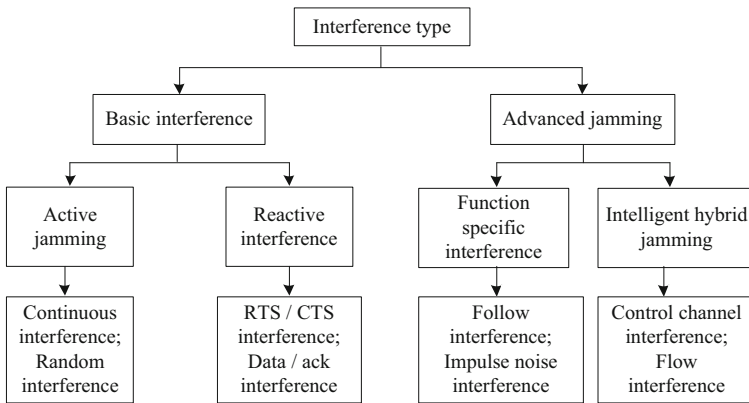 Interference type
Basic interference
Advanced jamming
Active
jamming
Reactive
interference
Function
specific
interference
Intelligent hybrid
jamming
Continuous
interference;
Random
interference
RTS / CTS
interference;
Data / ack
interference
Follow
interference;
Impulse noise
interference
Control channel
interference;
Flow
interference